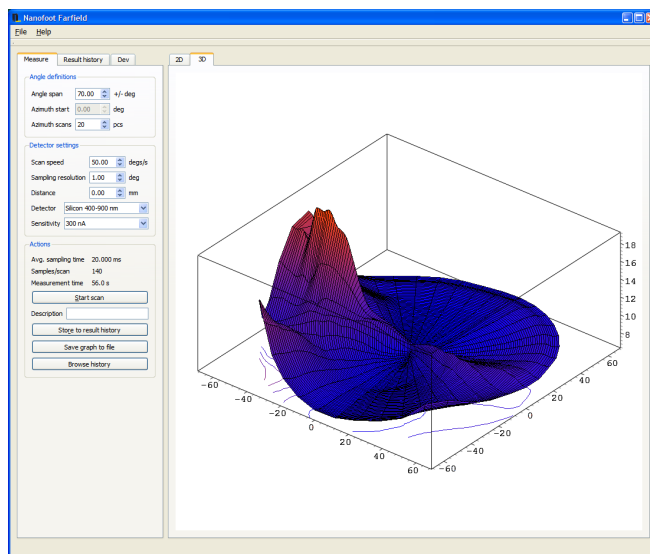 Nanofoot Farfield
File Help
Measure Result history Dev
2D 3D
Angle definitions
Angle span 70.00 +/- deg
Azimuth start 0.00 deg
Azimuth scans 20 pcs
Detector settings
Scan speed 50.00 degs/s
Sampling resolution 1.00 deg
Distance 0.00 mm
Detector Silicon 400-900 nm
Sensitivity 300 nA
Actions
Avg. sampling time 20.000 ms
Samples/scan 140
Measurement time 56.0 s
Start scan
Description
Store to result history
Save graph to file
Browse history
18
16
14
12
10
8
-60 -40 -20 0 20 40 60
-60 -40 -20 0 20 40 60